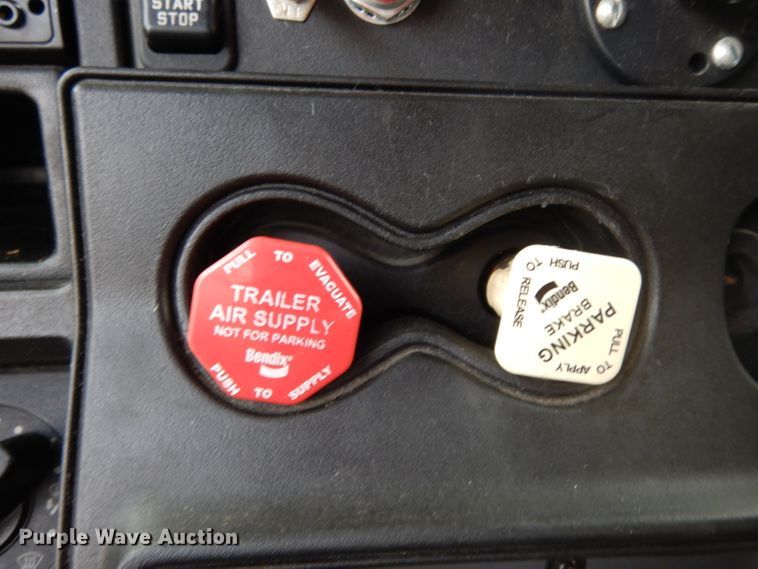 START
STOP
PULL TO EVACUATE
TRAILER
AIR SUPPLY
NOT FOR PARKING
Bendix
PUSH TO SUPPLY
PUSH TO RELEASE
Bendix
PARKING
BRAKE
PULL TO APPLY
Purple Wave Auction